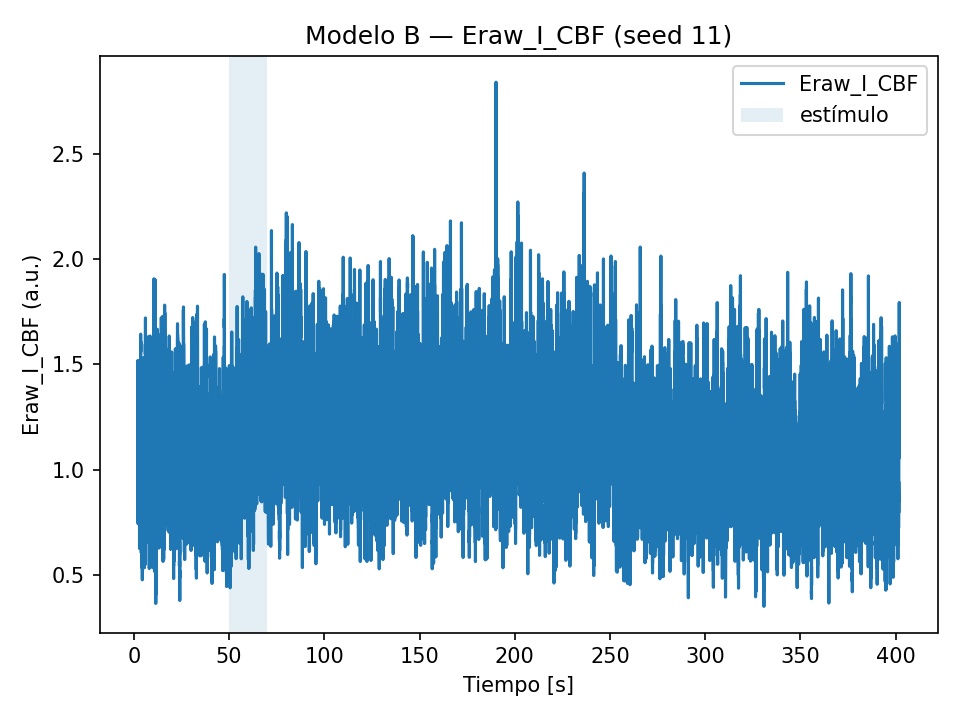 Modelo B — Eraw_I_CBF (seed 11)
Eraw_I_CBF
estímulo
Eraw_I_CBF (a.u.)
2.5
2.0
1.5
1.0
0.5
0 50 100 150 200 250 300 350 400
Tiempo [s]